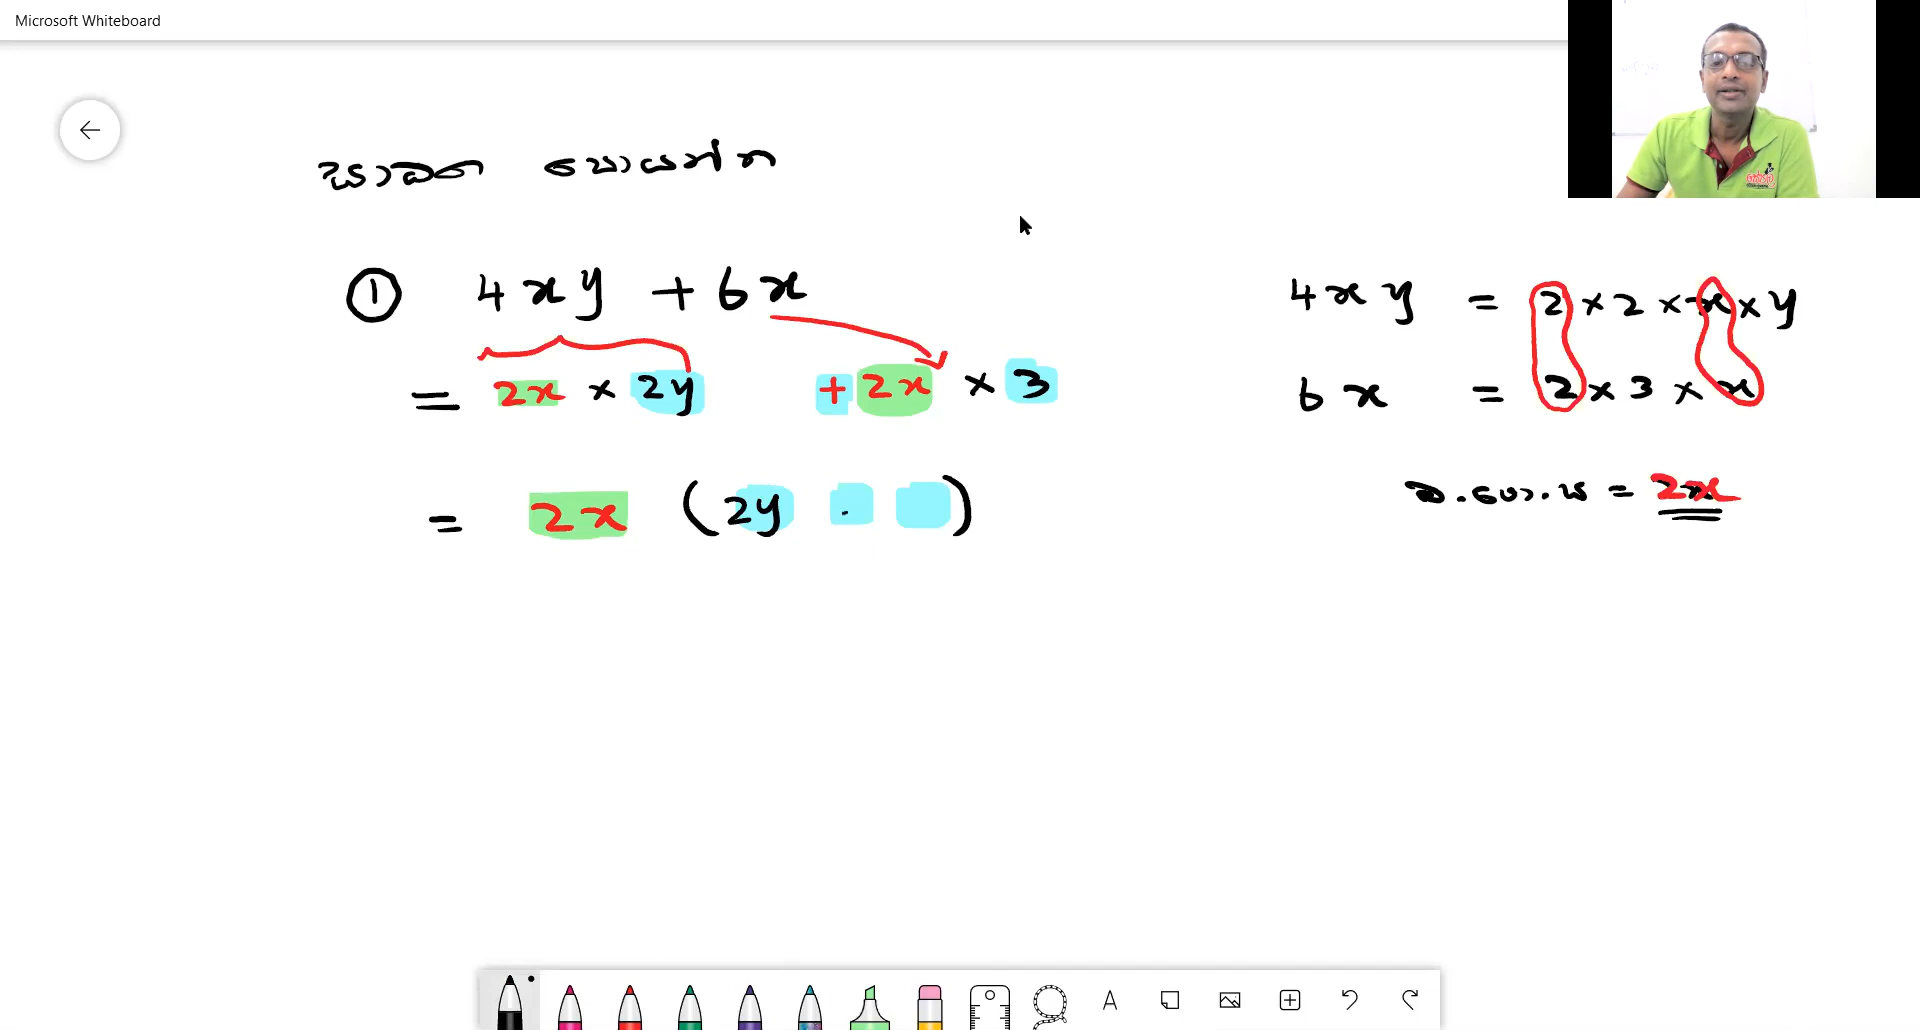 Microsoft Whiteboard
සාධක සොයන්න
① 4xy + 6x
= 2x × 2y + 2x × 3
= 2x (2y . )
4xy = 2 × 2 × x × y
6x = 2 × 3 × x
ම.පො.ස = 2x
A